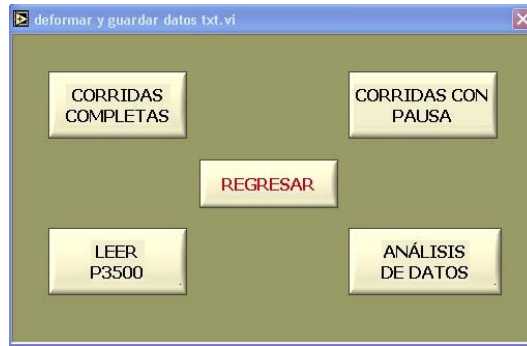 deformar y guardar datos txt.vi
CORRIDAS
COMPLETAS
CORRIDAS CON
PAUSA
REGRESAR
LEER
P3500
ANÁLISIS
DE DATOS